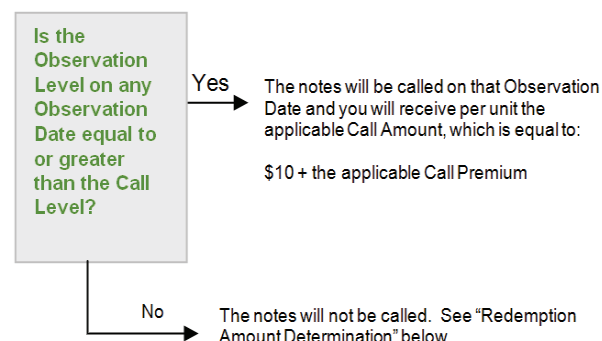 Is the
Observation
Level on any
Observation
Date equal to
or greater
than the Call
Level?
Yes
The notes will be called on that Observation
Date and you will receive per unit the
applicable Call Amount, which is equal to:
$10 + the applicable Call Premium
No
The notes will not be called. See “Redemption
Amount Determination” below